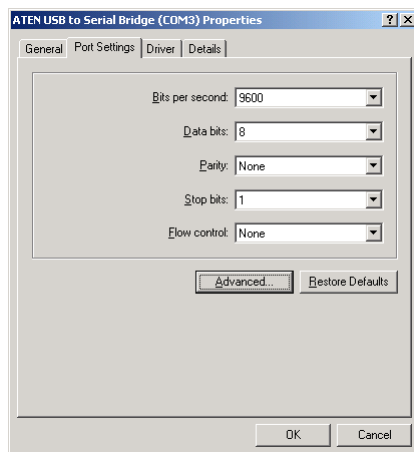 ATEN USB to Serial Bridge (COM3) Properties
General Port Settings Driver Details
Bits per second: 9600
Data bits: 8
Parity: None
Stop bits: 1
Flow control: None
Advanced... Restore Defaults
OK Cancel